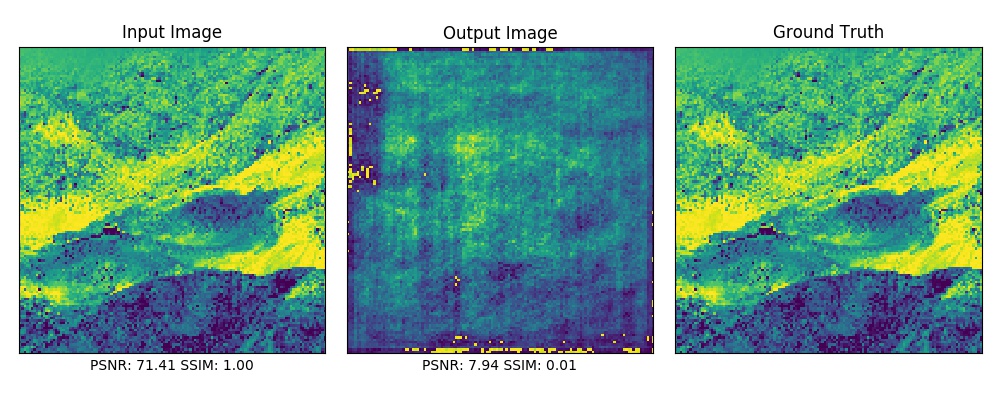 Input Image
Output Image
Ground Truth
PSNR: 71.41 SSIM: 1.00
PSNR: 7.94 SSIM: 0.01